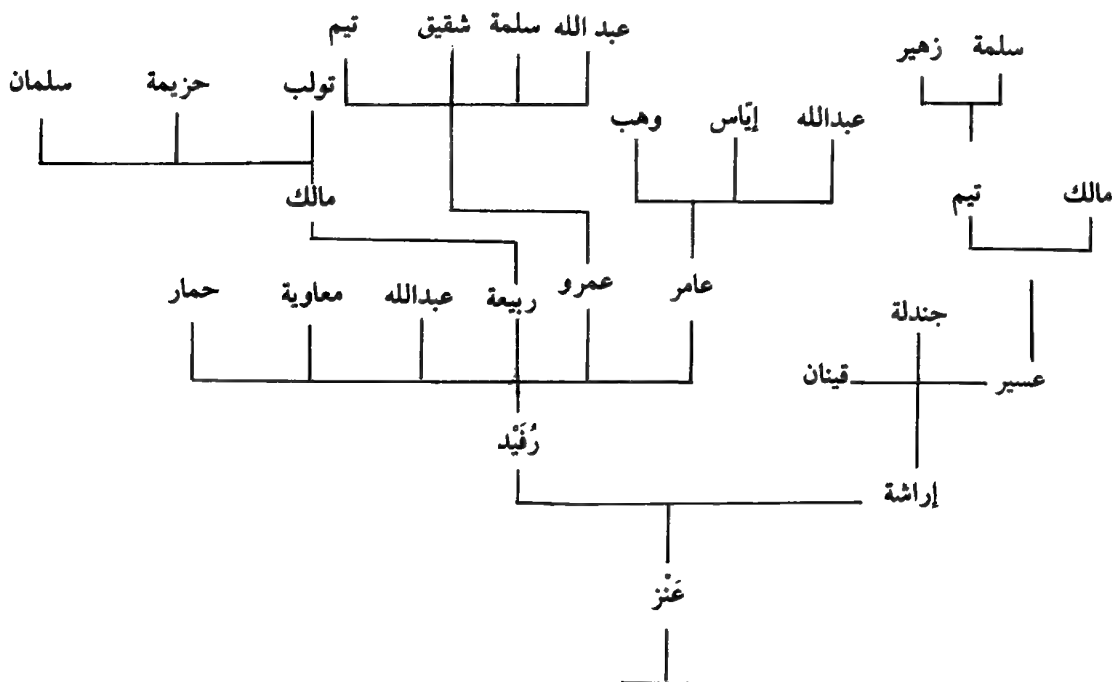 سلمة زهير
عبد الله سلمة شقيق تيم
تولب حزيمة سلمان
عبدالله إيّاس وهب
مالك تيم
مالك
عامر عمرو ربيعة عبدالله معاوية حمار
جندلة
عسير قينان
رُفَيْد
إراشة
عَنْز